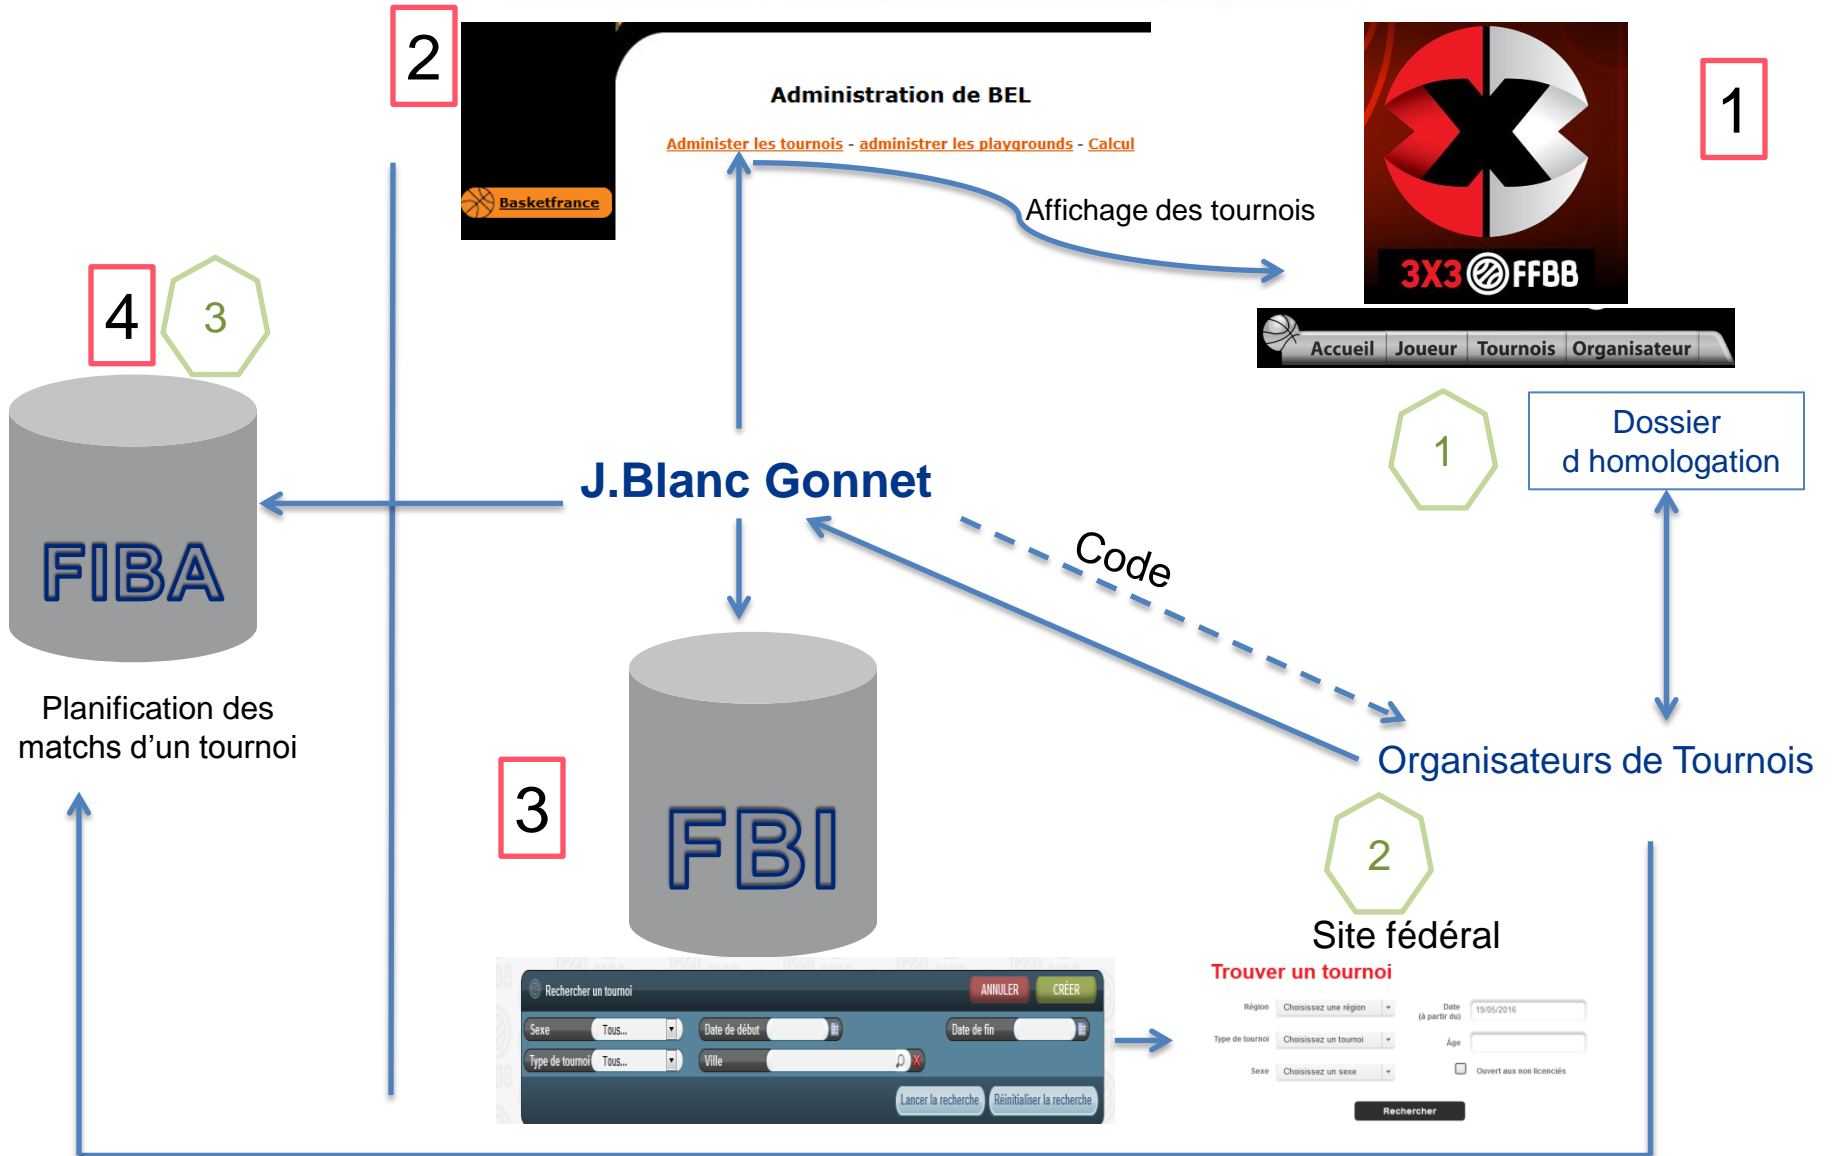 2
Administration de BEL
Administer les tournois - administrer les playgrounds - Calcul
Basketfrance
1
3X3 FFBB
Affichage des tournois
Accueil Joueur Tournois Organisateur
4
3
1
Dossier
d homologation
J.Blanc Gonnet
Code
FIBA
Planification des
matchs d’un tournoi
Organisateurs de Tournois
3
FBI
2
Site fédéral
Rechercher un tournoi
ANNULER
CRÉER
Sexe
Tous...
Date de début
Date de fin
Type de tournoi
Tous...
Ville
X
Lancer la recherche
Réinitialiser la recherche
Trouver un tournoi
Région
Choisissez une région
Date
(à partir du)
19/05/2016
Type de tournoi
Choisissez un tournoi
Âge
Sexe
Choisissez un sexe
Ouvert aux non licenciés
Rechercher